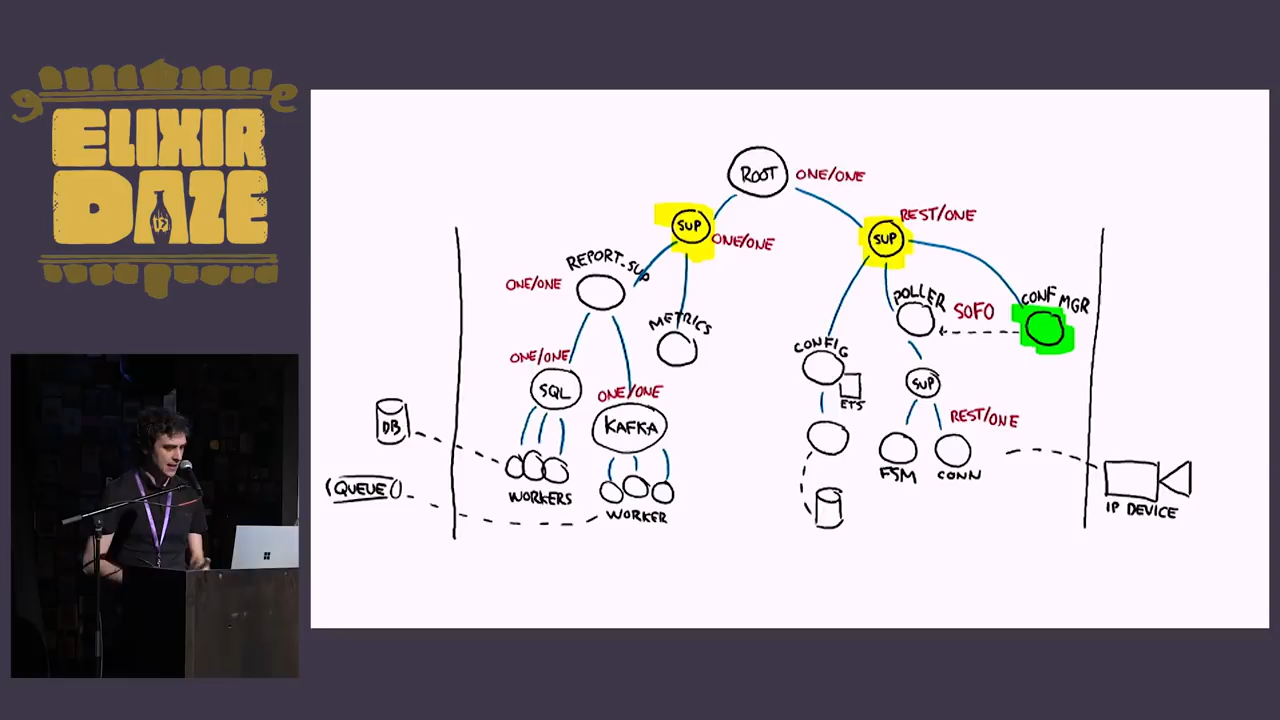 ELIXIR
DAZE
ROOT
ONE/ONE
SUP
ONE/ONE
SUP
REST/ONE
REPORT_SUP
ONE/ONE
METRICS
POLLER
SOFO
CONF MGR
CONFIG
ETS
ONE/ONE
SQL
ONE/ONE
KAFKA
SUP
REST/ONE
DB
QUEUE
WORKERS
WORKER
FSM
CONN
IP DEVICE